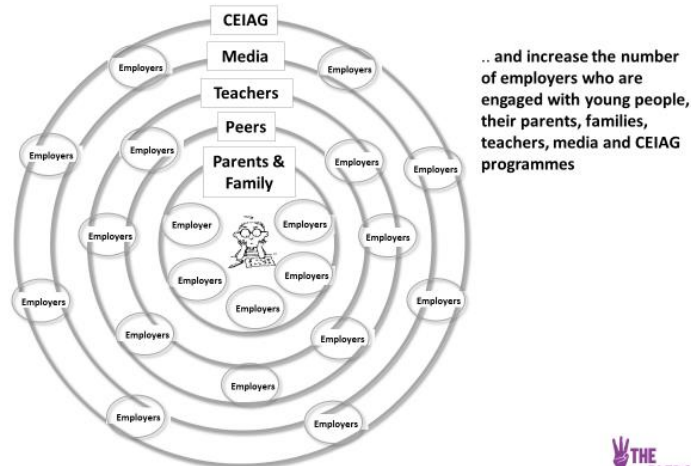 CEIAG
Media
Employers
Employers
Teachers
Peers
Employers
Employers
Employers
Employers
Parents &
Family
Employer
Employers
Employers
Employers
Employers
Employers
Employers
Employers
Employers
Employers
Employers
Employers
Employers
Employers
.. and increase the number
of employers who are
engaged with young people,
their parents, families,
teachers, media and CEIAG
programmes
THE